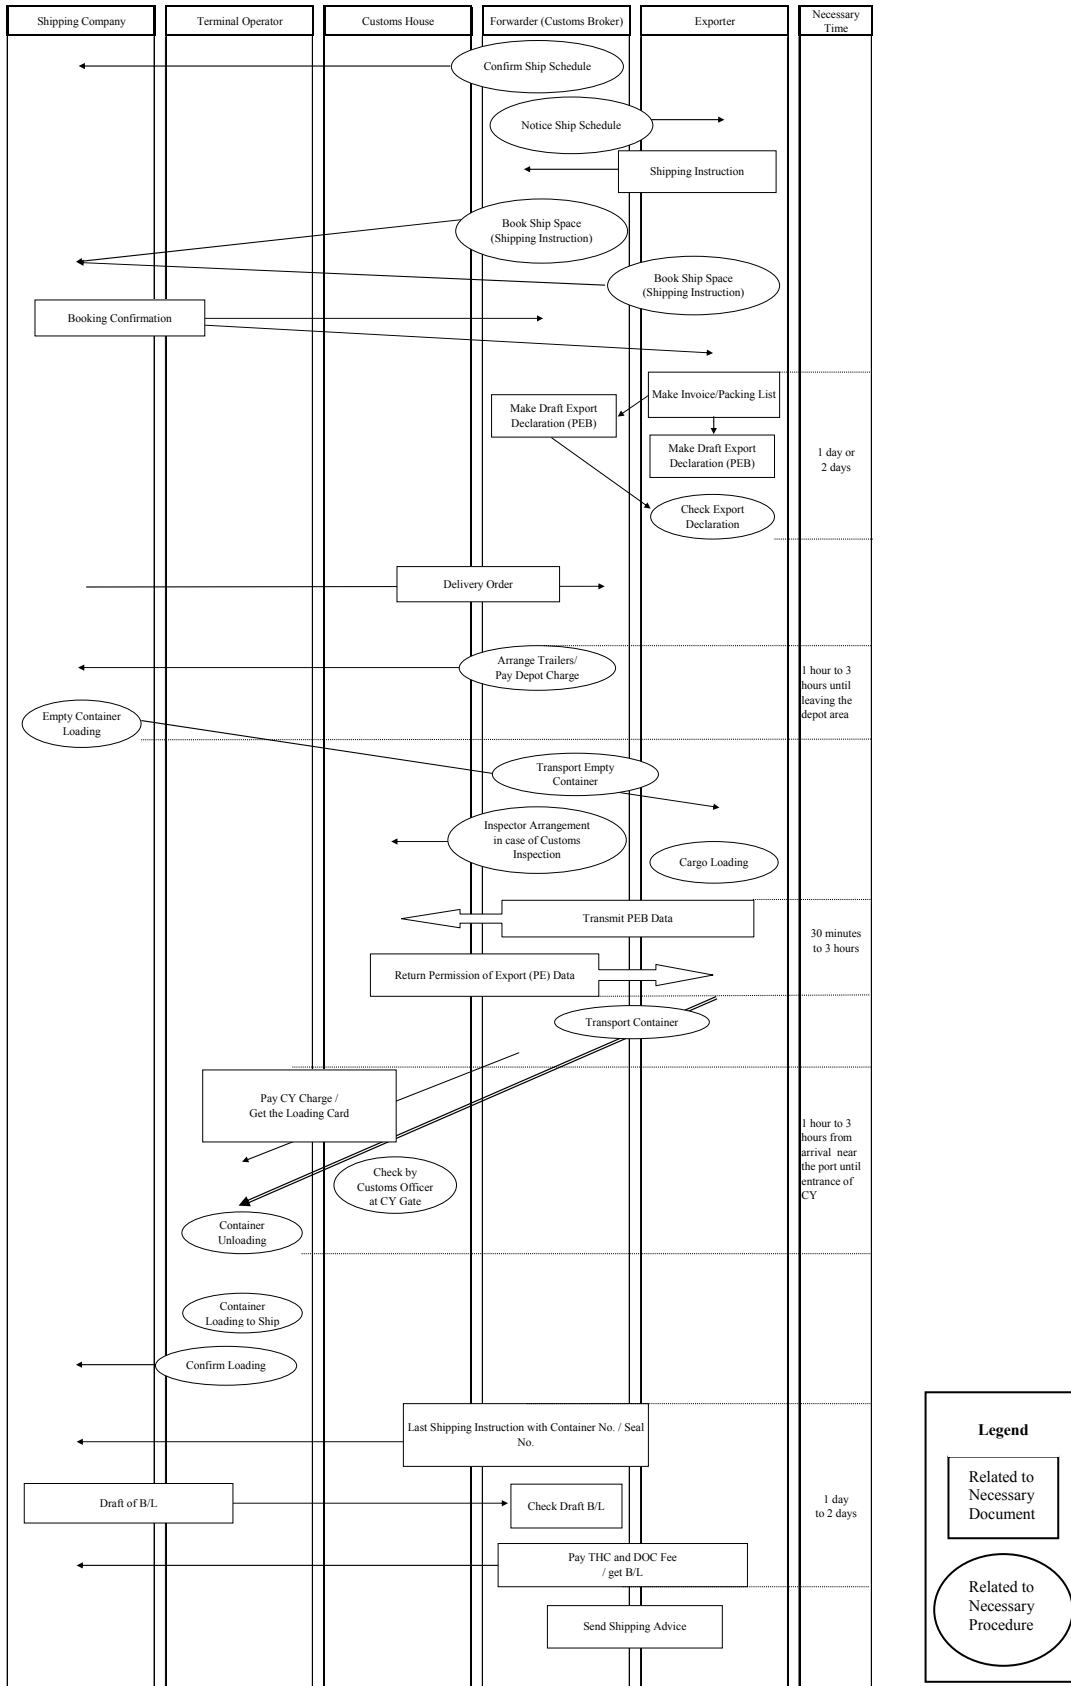 Shipping Company
Terminal Operator
Customs House
Forwarder (Customs Broker)
Exporter
Necessary
Time
Confirm Ship Schedule
Notice Ship Schedule
Shipping Instruction
Book Ship Space
(Shipping Instruction)
Book Ship Space
(Shipping Instruction)
Booking Confirmation
Make Invoice/Packing List
Make Draft Export
Declaration (PEB)
Make Draft Export
Declaration (PEB)
1 day or
2 days
Check Export
Declaration
Delivery Order
Arrange Trailers/
Pay Depot Charge
1 hour to 3
hours until
leaving the
depot area
Empty Container
Loading
Transport Empty
Container
Inspector Arrangement
in case of Customs
Inspection
Cargo Loading
Transmit PEB Data
30 minutes
to 3 hours
Return Permission of Export (PE) Data
Transport Container
Pay CY Charge /
Get the Loading Card
1 hour to 3
hours from
arrival near
the port until
entrance of
CY
Check by
Customs Officer
at CY Gate
Container
Unloading
Container
Loading to Ship
Confirm Loading
Last Shipping Instruction with Container No. / Seal
No.
Draft of B/L
Check Draft B/L
1 day
to 2 days
Pay THC and DOC Fee
/ get B/L
Send Shipping Advice
Legend
Related to
Necessary
Document
Related to
Necessary
Procedure